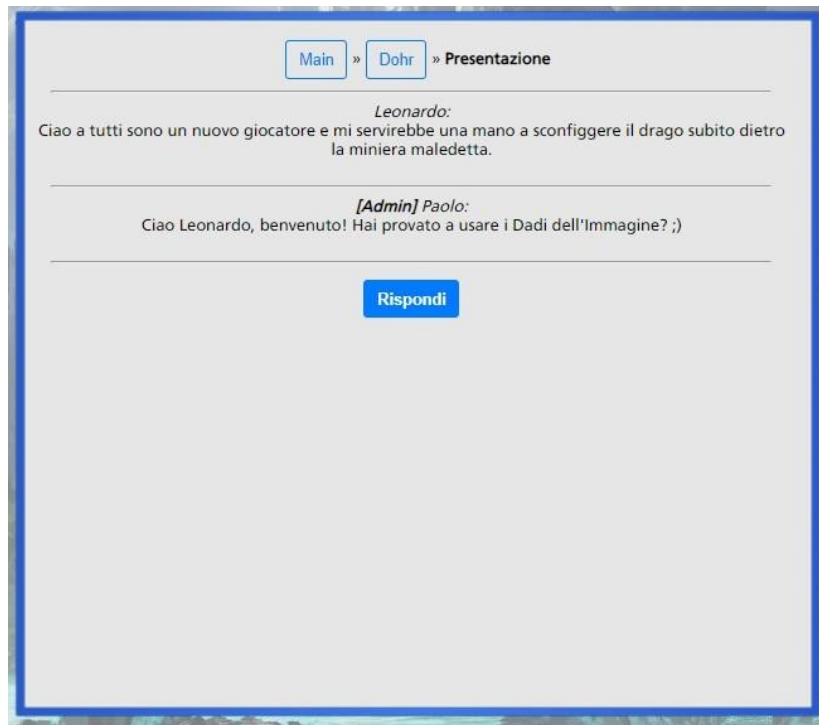 Main » Dohr » Presentazione
Leonardo:
Ciao a tutti sono un nuovo giocatore e mi servirebbe una mano a sconfiggere il drago subito dietro
la miniera maledetta.
[Admin] Paolo:
Ciao Leonardo, benvenuto! Hai provato a usare i Dadi dell'Immagine? ;)
Rispondi